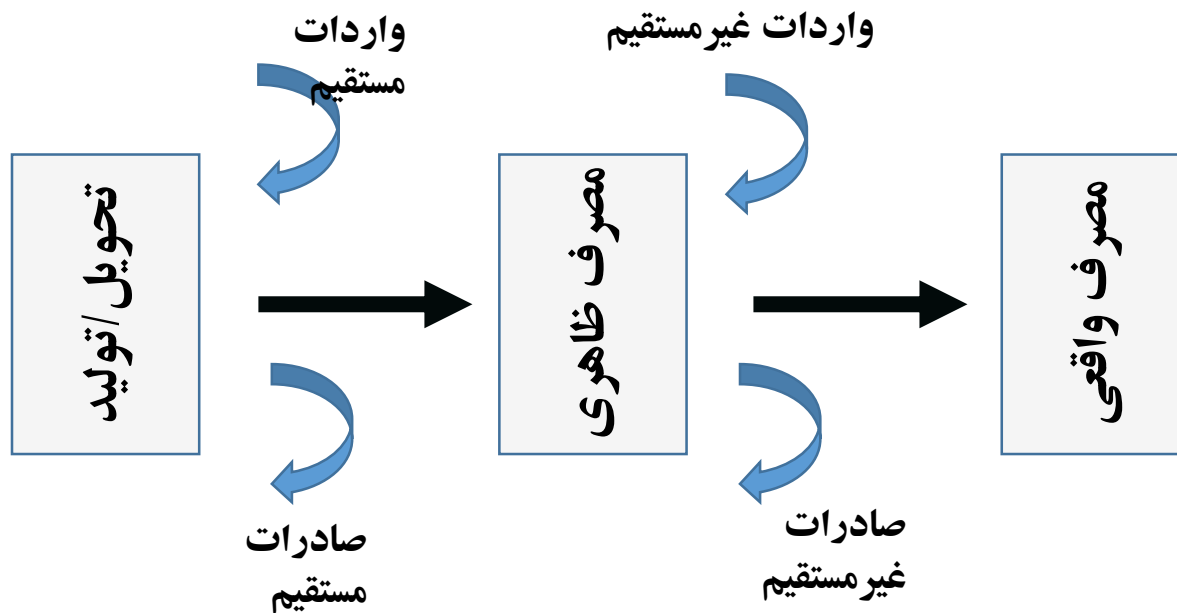 واردات
مستقیم
واردات غیرمستقیم
تحویل/تولید
مصرف ظاهری
مصرف واقعی
صادرات
مستقیم
صادرات
غیرمستقیم